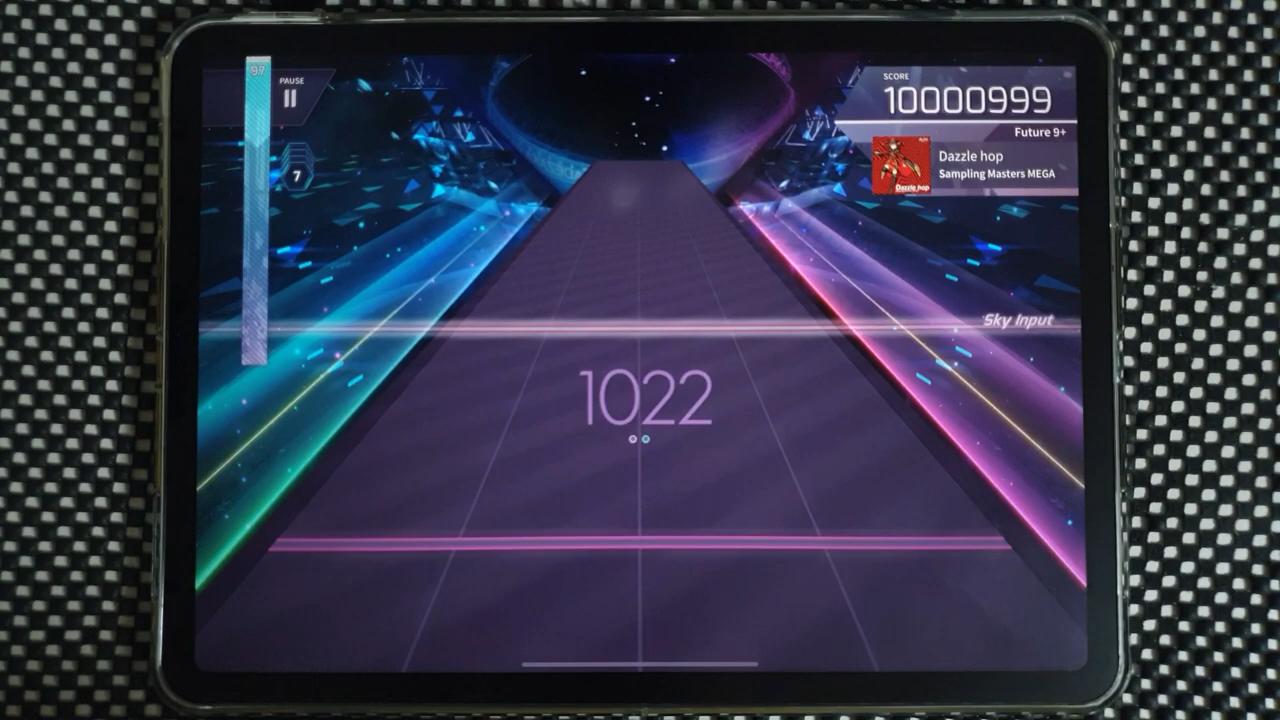 97
PAUSE
7
SCORE
10000999
Future 9+
Dazzle hop
Sampling Masters MEGA
Dazzle hop
Sky Input
1022